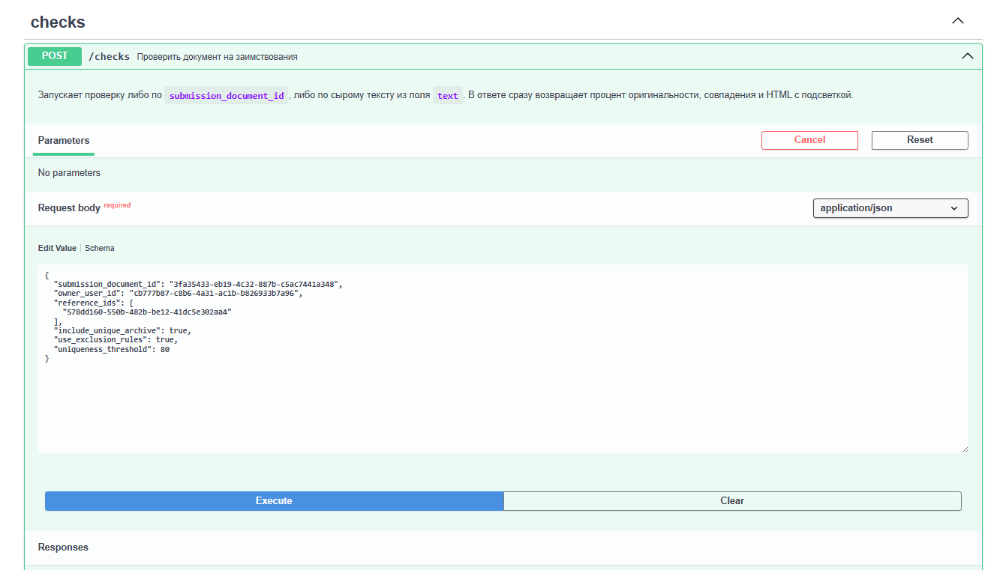 checks
POST /checks Проверить документ на заимствования
Запускает проверку либо по submission_document_id, либо по сырому тексту из поля text. В ответе сразу возвращает процент оригинальности, совпадения и HTML с подсветкой.
Parameters Cancel Reset
No parameters
Request body required application/json
Edit Value | Schema
{
  "submission_document_id": "3fa35433-eb19-4c32-887b-c5ac7441a348",
  "owner_user_id": "cb777b87-c8b6-4a31-ac1b-b826933b7a96",
  "reference_ids": [
    "578dd160-550b-482b-be12-41dc5e302aa4"
  ],
  "include_unique_archive": true,
  "use_exclusion_rules": true,
  "uniqueness_threshold": 80
}
Execute Clear
Responses